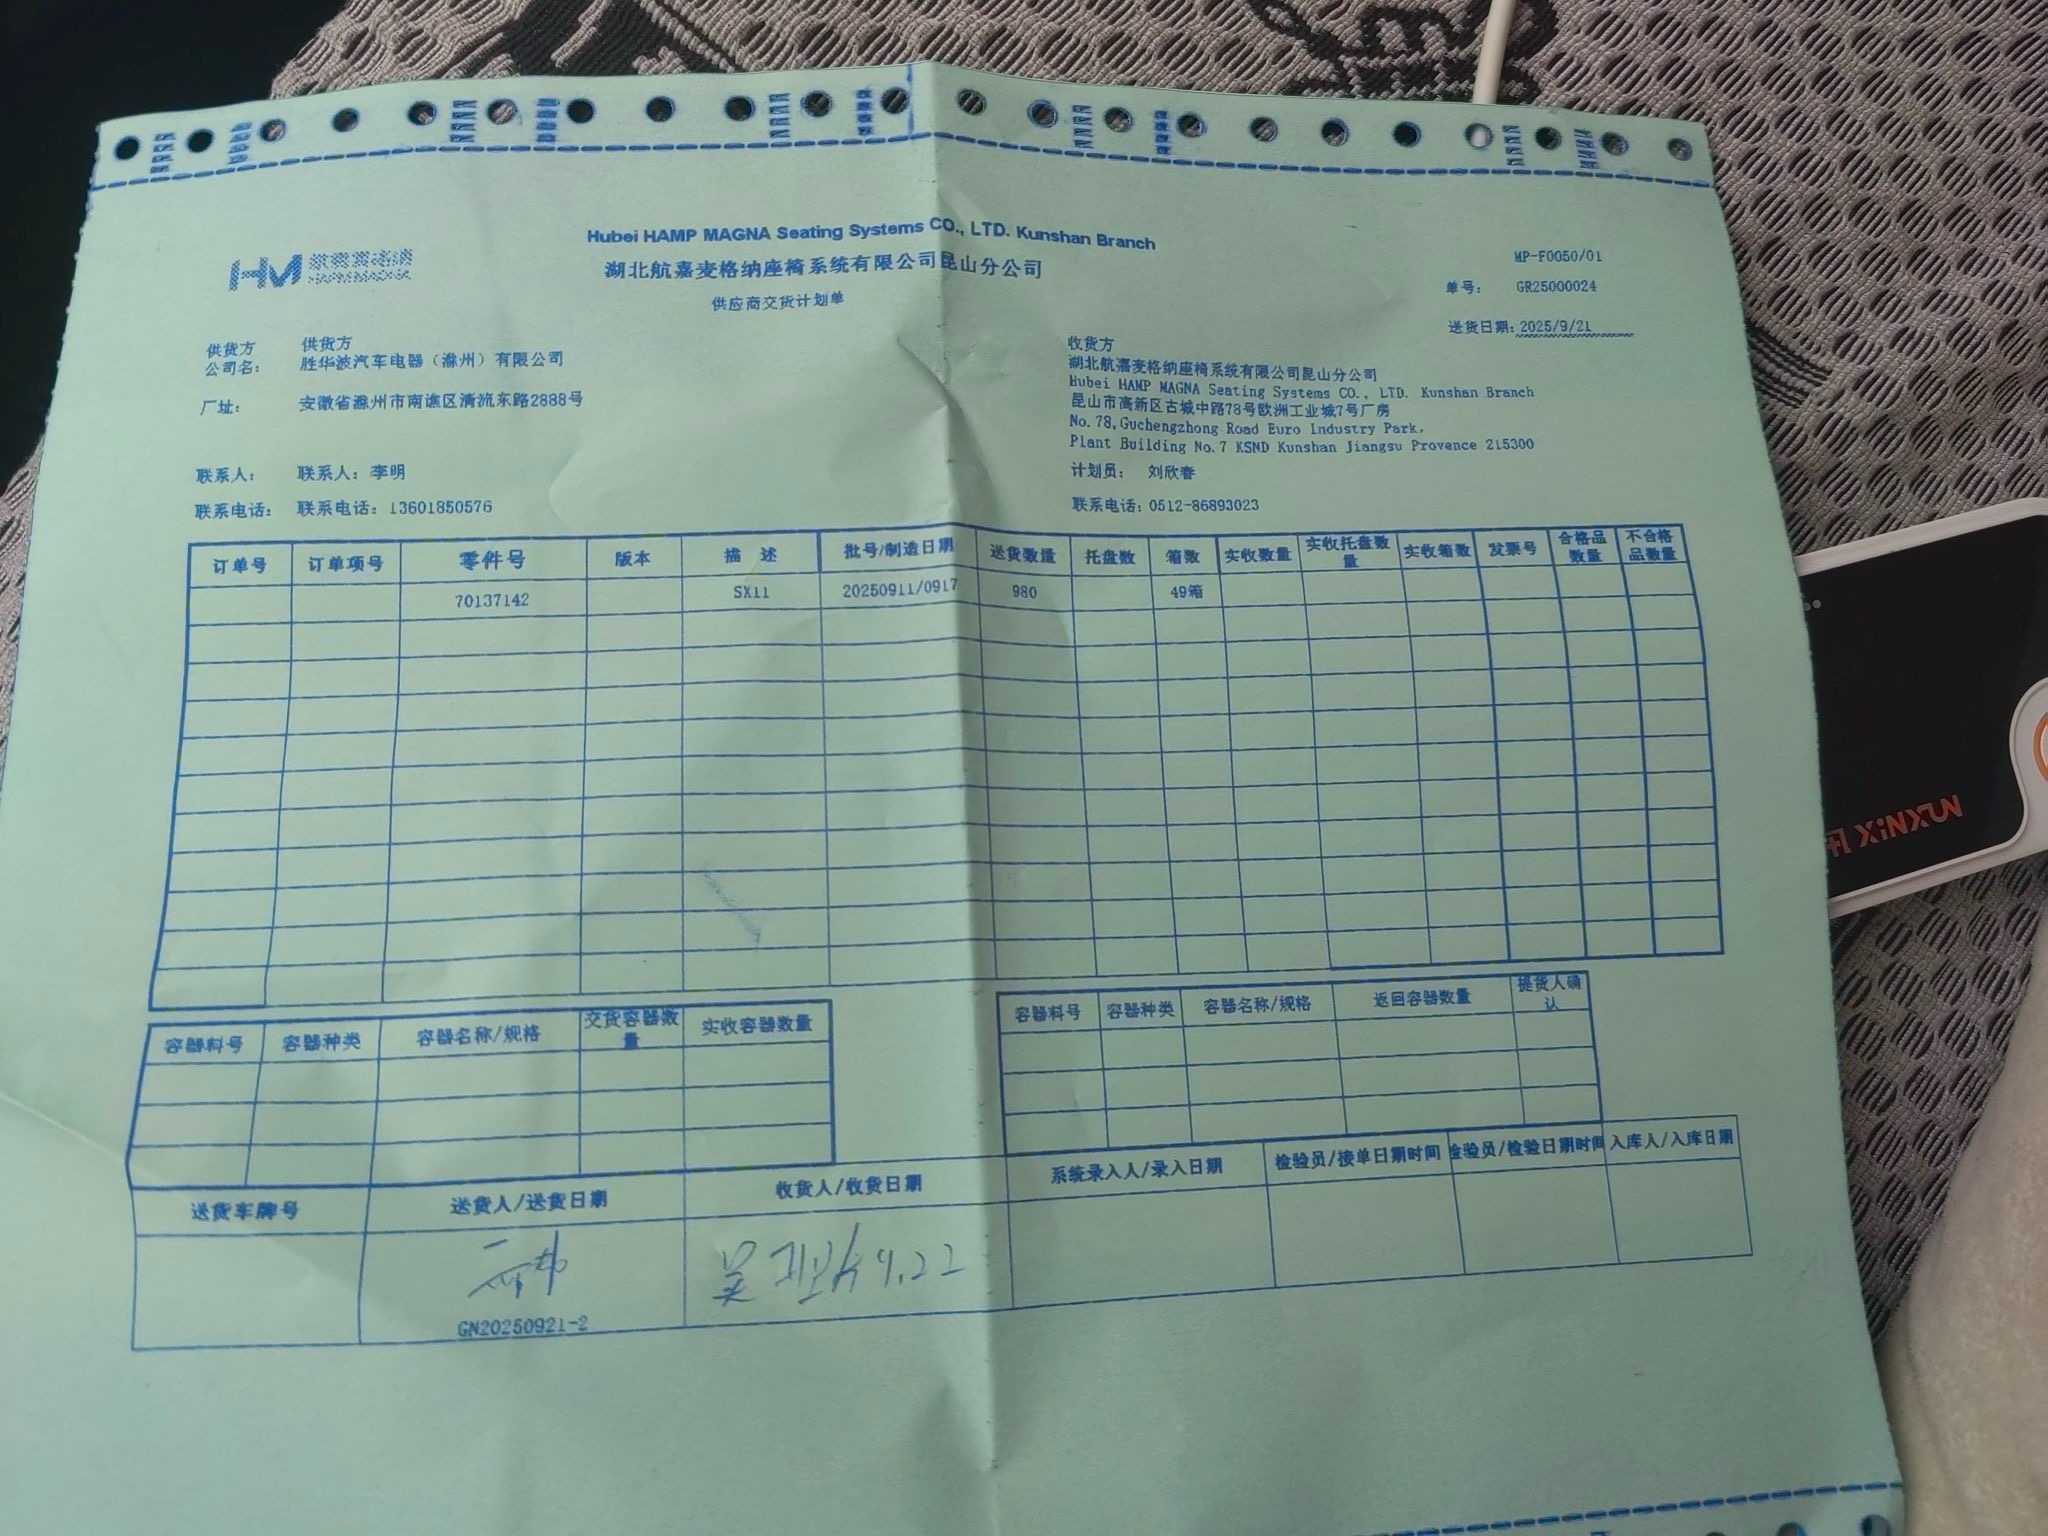 Hubei HAMP MAGNA Seating Systems CO., LTD. Kunshan Branch
HM
湖北航嘉麦格纳座椅系统有限公司昆山分公司
供应商交货计划单
MP-F0050/01
单号： GR25000024
送货日期：2025/9/21
供货方 供货方
公司名： 胜华波汽车电器（滁州）有限公司
厂址： 安徽省滁州市南谯区清流东路2888号
联系人： 联系人：李明
联系电话： 联系电话：13601850576
收货方
湖北航嘉麦格纳座椅系统有限公司昆山分公司
Hubei HAMP MAGNA Seating Systems CO., LTD. Kunshan Branch
昆山市高新区古城中路78号欧洲工业城7号厂房
No.78,Guchengzhong Road Euro Industry Park,
Plant Building No.7 KSND Kunshan Jiangsu Provence 215300
计划员： 刘欣春
联系电话：0512-86893023
订单号 订单项号 零件号 版本 描 述 批号/制造日期 送货数量 托盘数 箱数 实收数量 实收托盘数量 实收箱数 发票号 合格品数量 不合格品数量
70137142 SX11 20250911/0917 980 49箱
容器料号 容器种类 容器名称/规格 交货容器数量 实收容器数量
容器料号 容器种类 容器名称/规格 返回容器数量 提货人确认
送货车牌号 送货人/送货日期 收货人/收货日期 系统录入人/录入日期 检验员/接单日期时间 检验员/检验日期时间 入库人/入库日期
9.22
GN20250921-2
XINXUN